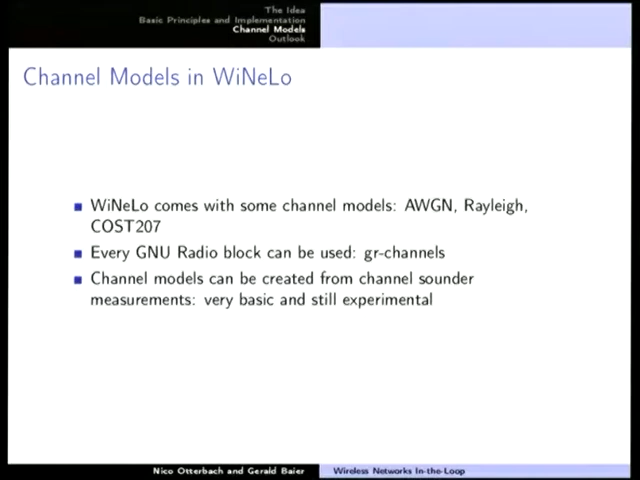 The Idea
Basic Principles and Implementation
Channel Models
Outlook
Channel Models in WiNeLo
WiNeLo comes with some channel models: AWGN, Rayleigh,
COST207
Every GNU Radio block can be used: gr-channels
Channel models can be created from channel sounder
measurements: very basic and still experimental
Nico Otterbach and Gerald Baier
Wireless Networks In-the-Loop